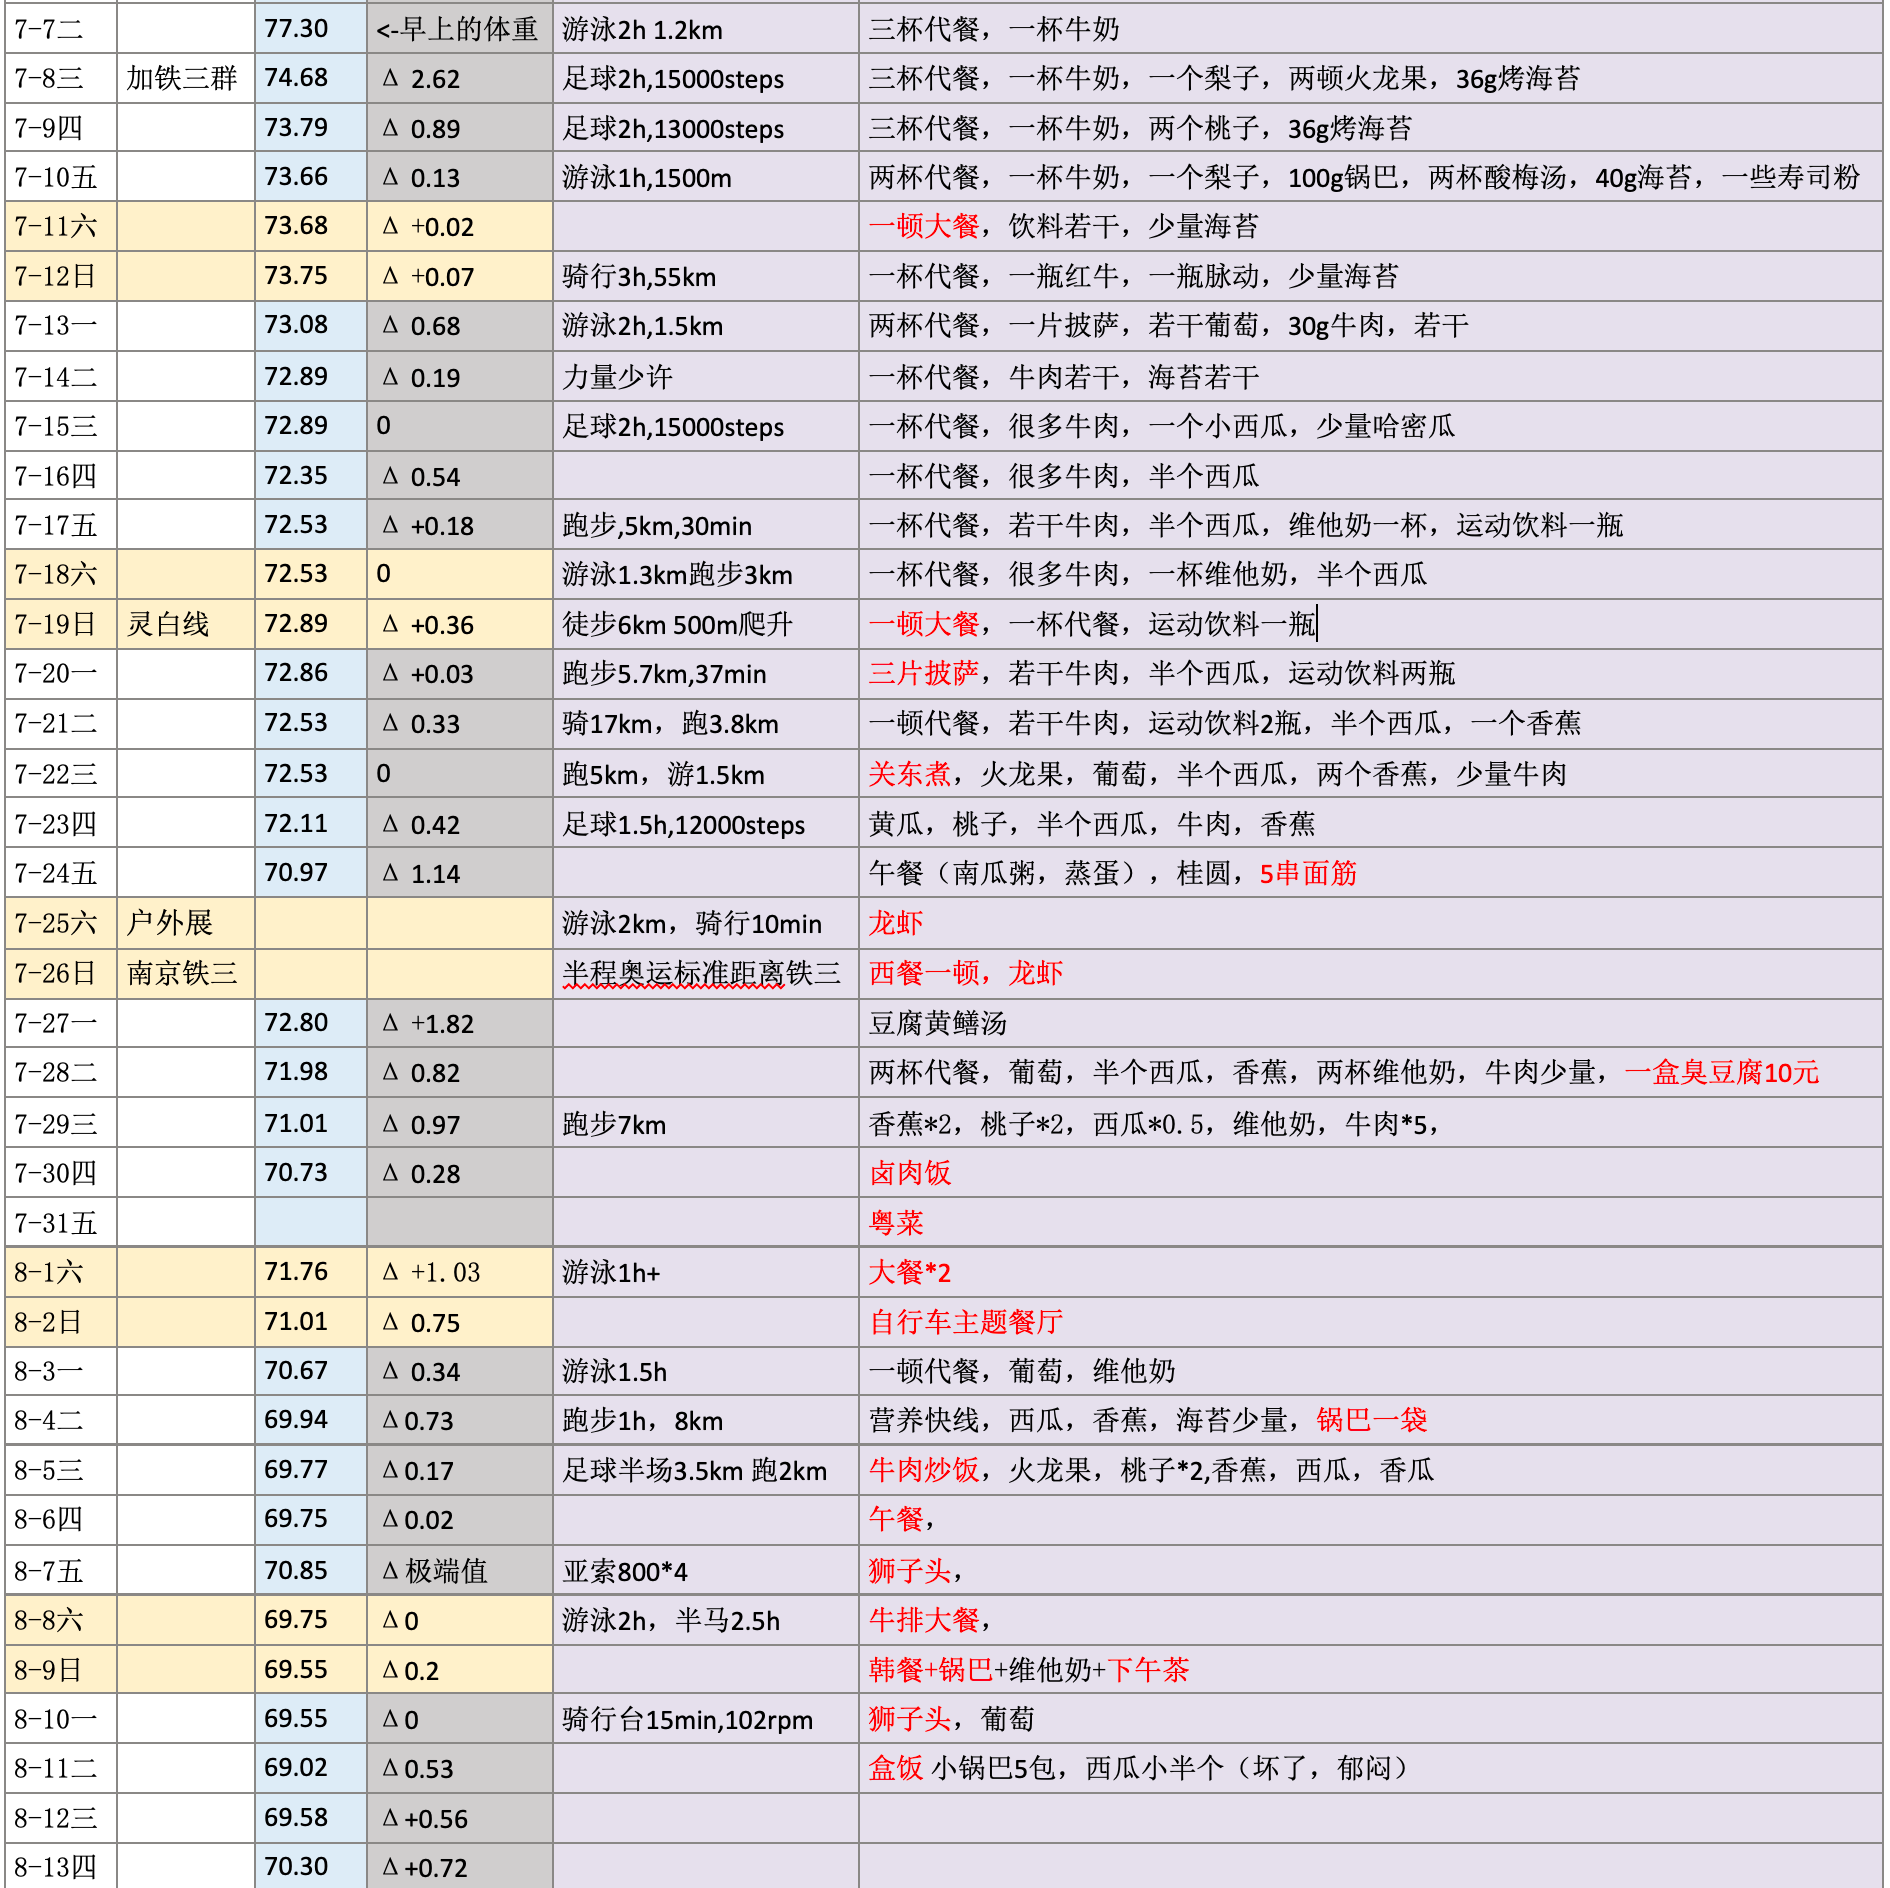 7-7二 77.30 <-早上的体重 游泳2h 1.2km 三杯代餐，一杯牛奶
7-8三 加铁三群 74.68 Δ 2.62 足球2h,15000steps 三杯代餐，一杯牛奶，一个梨子，两顿火龙果，36g烤海苔
7-9四 73.79 Δ 0.89 足球2h,13000steps 三杯代餐，一杯牛奶，两个桃子，36g烤海苔
7-10五 73.66 Δ 0.13 游泳1h,1500m 两杯代餐，一杯牛奶，一个梨子，100g锅巴，两杯酸梅汤，40g海苔，一些寿司粉
7-11六 73.68 Δ +0.02 一顿大餐，饮料若干，少量海苔
7-12日 73.75 Δ +0.07 骑行3h,55km 一杯代餐，一瓶红牛，一瓶脉动，少量海苔
7-13一 73.08 Δ 0.68 游泳2h,1.5km 两杯代餐，一片披萨，若干葡萄，30g牛肉，若干
7-14二 72.89 Δ 0.19 力量少许 一杯代餐，牛肉若干，海苔若干
7-15三 72.89 0 足球2h,15000steps 一杯代餐，很多牛肉，一个小西瓜，少量哈密瓜
7-16四 72.35 Δ 0.54 一杯代餐，很多牛肉，半个西瓜
7-17五 72.53 Δ +0.18 跑步,5km,30min 一杯代餐，若干牛肉，半个西瓜，维他奶一杯，运动饮料一瓶
7-18六 72.53 0 游泳1.3km跑步3km 一杯代餐，很多牛肉，一杯维他奶，半个西瓜
7-19日 灵白线 72.89 Δ +0.36 徒步6km 500m爬升 一顿大餐，一杯代餐，运动饮料一瓶
7-20一 72.86 Δ +0.03 跑步5.7km,37min 三片披萨，若干牛肉，半个西瓜，运动饮料两瓶
7-21二 72.53 Δ 0.33 骑17km，跑3.8km 一顿代餐，若干牛肉，运动饮料2瓶，半个西瓜，一个香蕉
7-22三 72.53 0 跑5km，游1.5km 关东煮，火龙果，葡萄，半个西瓜，两个香蕉，少量牛肉
7-23四 72.11 Δ 0.42 足球1.5h,12000steps 黄瓜，桃子，半个西瓜，牛肉，香蕉
7-24五 70.97 Δ 1.14 午餐（南瓜粥，蒸蛋），桂圆，5串面筋
7-25六 户外展 游泳2km，骑行10min 龙虾
7-26日 南京铁三 半程奥运标准距离铁三 西餐一顿，龙虾
7-27一 72.80 Δ +1.82 豆腐黄鳝汤
7-28二 71.98 Δ 0.82 两杯代餐，葡萄，半个西瓜，香蕉，两杯维他奶，牛肉少量，一盒臭豆腐10元
7-29三 71.01 Δ 0.97 跑步7km 香蕉*2，桃子*2，西瓜*0.5，维他奶，牛肉*5，
7-30四 70.73 Δ 0.28 卤肉饭
7-31五 粤菜
8-1六 71.76 Δ +1.03 游泳1h+ 大餐*2
8-2日 71.01 Δ 0.75 自行车主题餐厅
8-3一 70.67 Δ 0.34 游泳1.5h 一顿代餐，葡萄，维他奶
8-4二 69.94 Δ 0.73 跑步1h，8km 营养快线，西瓜，香蕉，海苔少量，锅巴一袋
8-5三 69.77 Δ 0.17 足球半场3.5km 跑2km 牛肉炒饭，火龙果，桃子*2,香蕉，西瓜，香瓜
8-6四 69.75 Δ 0.02 午餐，
8-7五 70.85 Δ 极端值 亚索800*4 狮子头，
8-8六 69.75 Δ 0 游泳2h，半马2.5h 牛排大餐，
8-9日 69.55 Δ 0.2 韩餐+锅巴+维他奶+下午茶
8-10一 69.55 Δ 0 骑行台15min,102rpm 狮子头，葡萄
8-11二 69.02 Δ 0.53 盒饭 小锅巴5包，西瓜小半个（坏了，郁闷）
8-12三 69.58 Δ +0.56
8-13四 70.30 Δ +0.72